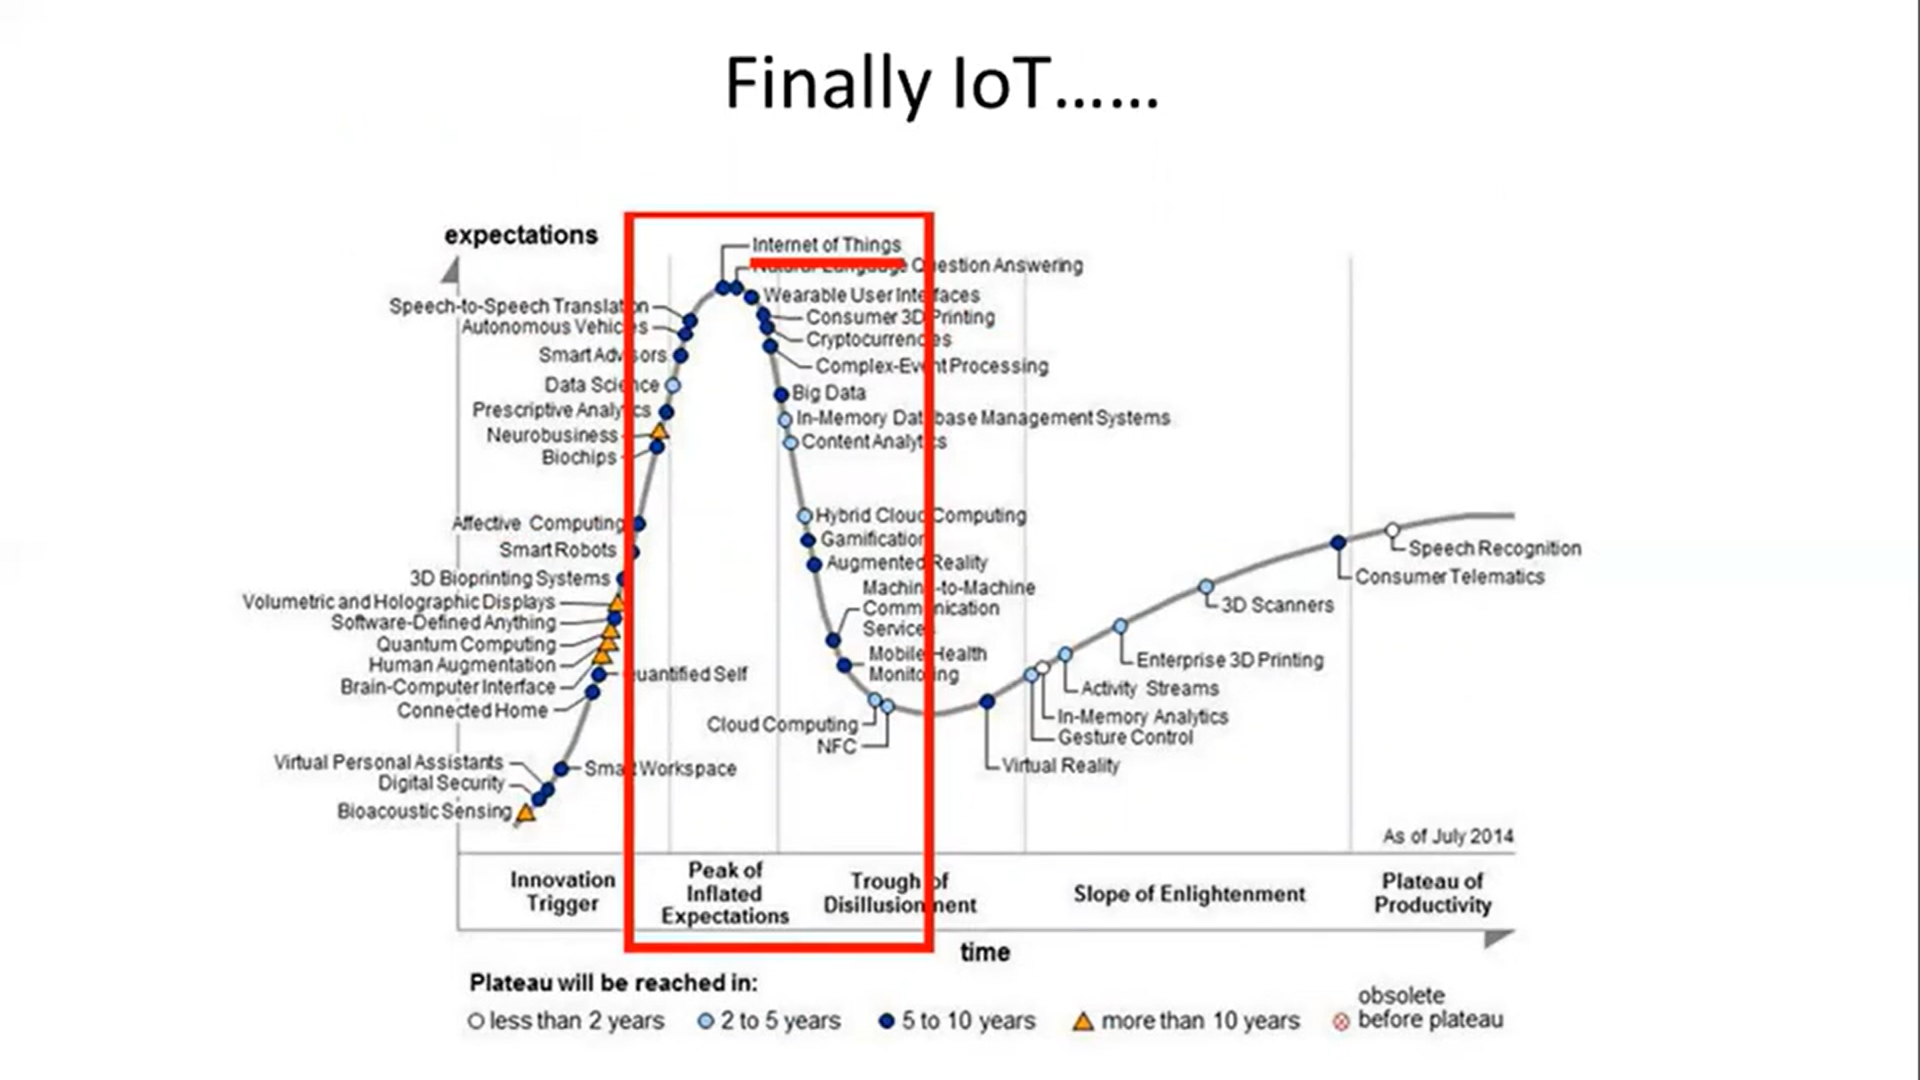 Finally IoT......
expectations
Internet of Things
Natural Language Question Answering
Wearable User Interfaces
Speech-to-Speech Translation
Consumer 3D Printing
Autonomous Vehicles
Cryptocurrencies
Smart Advisors
Complex-Event Processing
Data Science
Big Data
Prescriptive Analytics
In-Memory Database Management Systems
Neurobusiness
Content Analytics
Biochips
Affective Computing
Hybrid Cloud Computing
Smart Robots
Gamification
3D Bioprinting Systems
Augmented Reality
Volumetric and Holographic Displays
Machine-to-Machine
Communication
Services
Software-Defined Anything
Quantum Computing
Human Augmentation
Mobile Health
Monitoring
Brain-Computer Interface
Quantified Self
Connected Home
Cloud Computing
NFC
Virtual Personal Assistants
Smart Workspace
Digital Security
Bioacoustic Sensing
Speech Recognition
Consumer Telematics
3D Scanners
Enterprise 3D Printing
Activity Streams
In-Memory Analytics
Gesture Control
Virtual Reality
As of July 2014
Innovation
Trigger
Peak of
Inflated
Expectations
Trough of
Disillusionment
Slope of Enlightenment
Plateau of
Productivity
time
Plateau will be reached in:
less than 2 years
2 to 5 years
5 to 10 years
more than 10 years
obsolete
before plateau